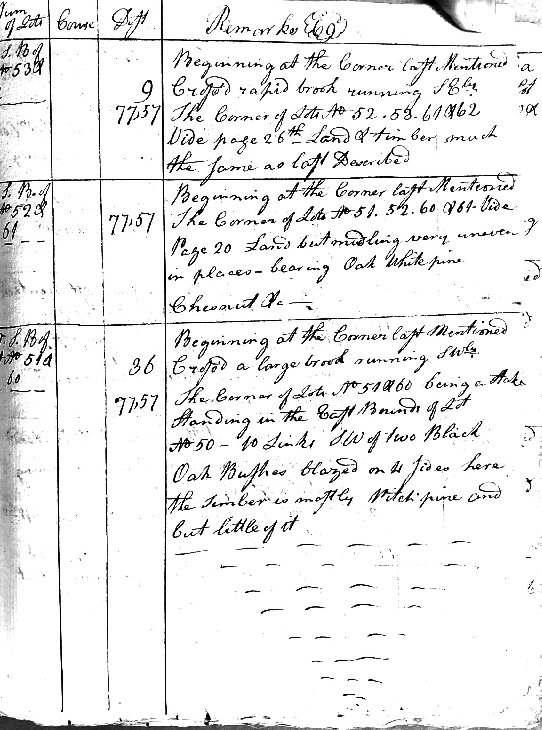 Num of Lots Course Dist Remarks &c
S. B of No 53 &
Beginning at the Corner last Mentioned
9 Crossd rapid brook running SEly
77,57 The Corner of Lots No 52. 53. 61 & 62
Vide page 26th Land & timber much
the same as last Described
S. B. of No 52 & 61
Beginning at the Corner last Mentioned
77,57 The Corner of Lots No 51. 52. 60 & 61 Vide
Page 20 Land but midling very uneven
in places - bearing Oak White pine
Chesnut &c
S. B of No 51 & 60
Beginning at the Corner last Mentioned
36 Crossd a large brook running SWly
77,57 The Corner of Lots No 51 & 60 being a Stake
Standing in the East Bounds of Lot
No 50 - 10 Links SW of two Black
Oak Bushes blazed on 4 sides here
the timber is mostly Pitch pine and
but little of it